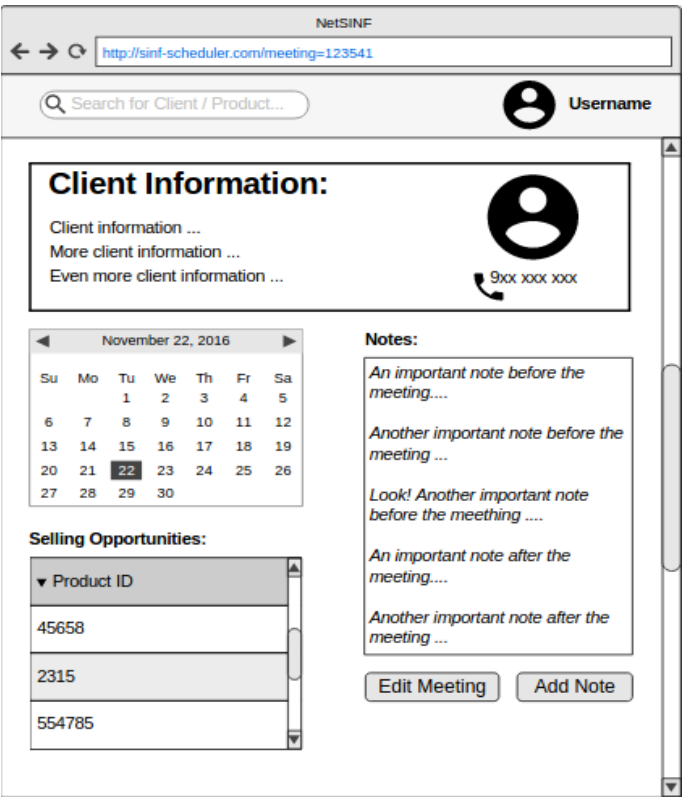 NetSINF
http://sinf-scheduler.com/meeting=123541
Search for Client / Product...
Username
Client Information:
Client information ...
More client information ...
Even more client information ...
9xx xxx xxx
November 22, 2016
Su Mo Tu We Th Fr Sa
1 2 3 4 5
6 7 8 9 10 11 12
13 14 15 16 17 18 19
20 21 22 23 24 25 26
27 28 29 30
Selling Opportunities:
Product ID
45658
2315
554785
Notes:
An important note before the
meeting....
Another important note before the
meeting ...
Look! Another important note
before the meething ....
An important note after the
meeting....
Another important note after the
meeting ...
Edit Meeting
Add Note